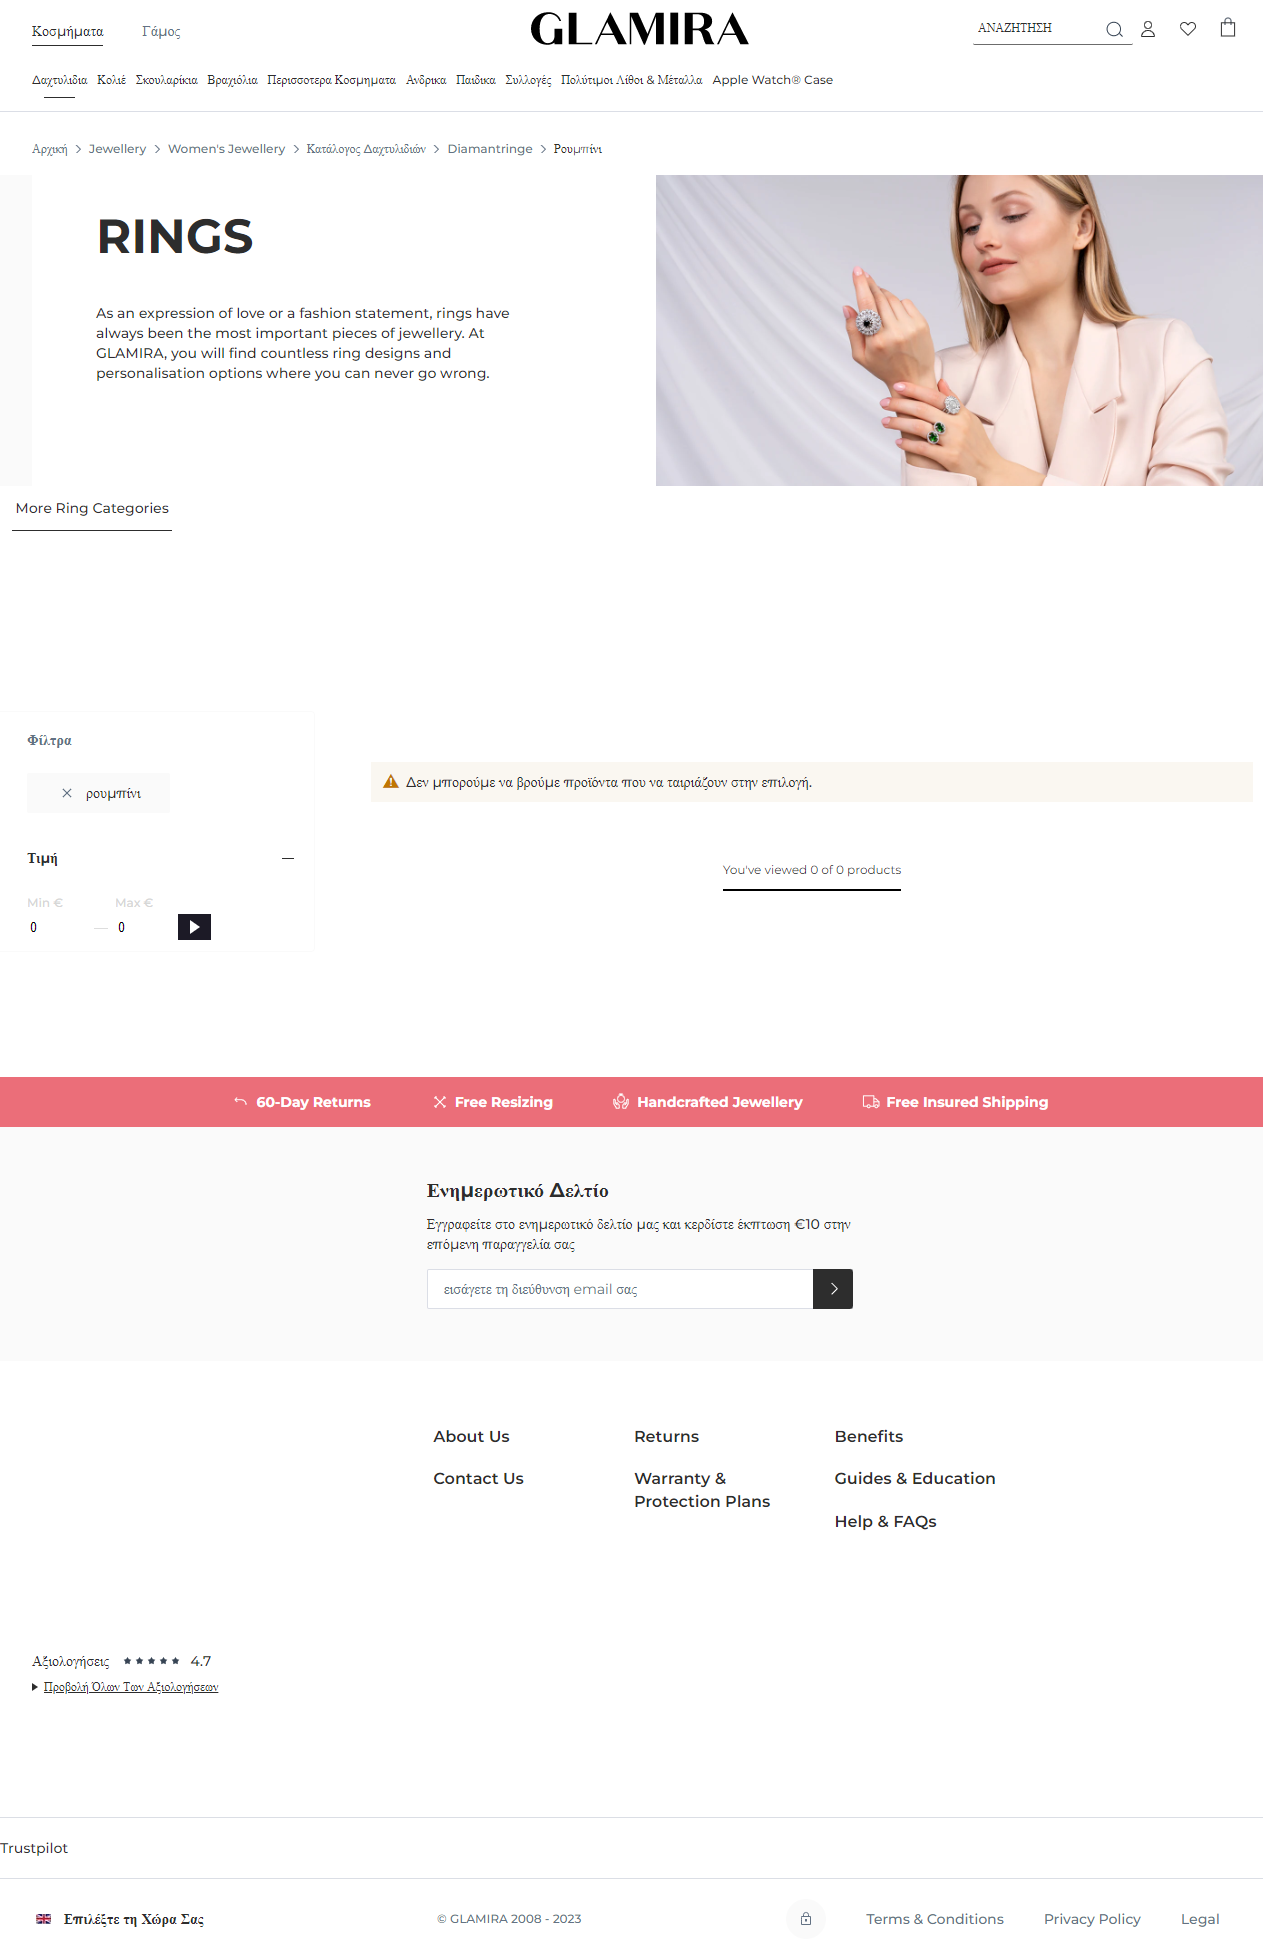 Κοσμήματα
Γάμος
GLAMIRA
ΑΝΑΖΗΤΗΣΗ
Δαχτυλιδια Κολιέ Σκουλαρίκια Βραχιόλια Περισσοτερα Κοσμηματα Ανδρικα Παιδικα Συλλογές Πολύτιμοι Λίθοι & Μέταλλα Apple Watch® Case
Αρχική > Jewellery > Women's Jewellery > Κατάλογος Δαχτυλιδιών > Diamantringe > Ρουμπίνι
RINGS
As an expression of love or a fashion statement, rings have
always been the most important pieces of jewellery. At
GLAMIRA, you will find countless ring designs and
personalisation options where you can never go wrong.
More Ring Categories
Φίλτρα
ρουμπίνι
Τιμή
Min €
Max €
0
0
Δεν μπορούμε να βρούμε προϊόντα που να ταιριάζουν στην επιλογή.
You've viewed 0 of 0 products
60-Day Returns
Free Resizing
Handcrafted Jewellery
Free Insured Shipping
Ενημερωτικό Δελτίο
Εγγραφείτε στο ενημερωτικό δελτίο μας και κερδίστε έκπτωση €10 στην
επόμενη παραγγελία σας
εισάγετε τη διεύθυνση email σας
About Us
Contact Us
Returns
Warranty &
Protection Plans
Benefits
Guides & Education
Help & FAQs
Αξιολογήσεις
4.7
Προβολή Όλων Των Αξιολογήσεων
Trustpilot
Επιλέξτε τη Χώρα Σας
© GLAMIRA 2008 - 2023
Terms & Conditions
Privacy Policy
Legal